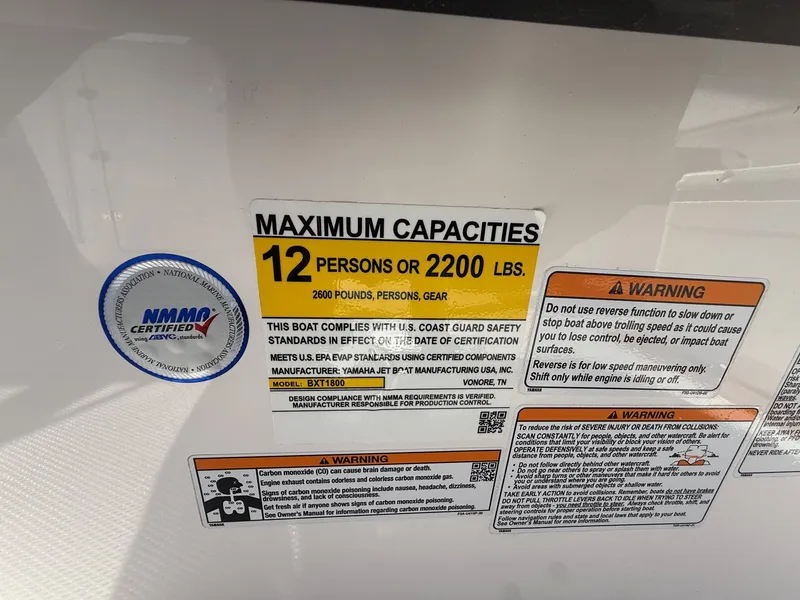 MAXIMUM CAPACITIES
12 PERSONS OR 2200 LBS.
2600 POUNDS, PERSONS, GEAR
THIS BOAT COMPLIES WITH U.S. COAST GUARD SAFETY
STANDARDS IN EFFECT ON THE DATE OF CERTIFICATION
MEETS U.S. EPA EVAP STANDARDS USING CERTIFIED COMPONENTS
MANUFACTURER: YAMAHA JET BOAT MANUFACTURING USA, INC.
MODEL: BXT1800 VONORE, TN
DESIGN COMPLIANCE WITH NMMA REQUIREMENTS IS VERIFIED.
MANUFACTURER RESPONSIBLE FOR PRODUCTION CONTROL.
NATIONAL MARINE MANUFACTURERS ASSOCIATION
NMMA
CERTIFIED
using ABYC standards
NATIONAL MARINE MANUFACTURERS ASSOCIATION
WARNING
Do not use reverse function to slow down or
stop boat above trolling speed as it could cause
you to lose control, be ejected, or impact boat
surfaces.
Reverse is for low speed maneuvering only.
Shift only while engine is idling or off.
YAMAHA
WARNING
Carbon monoxide (CO) can cause brain damage or death.
Engine exhaust contains odorless and colorless carbon monoxide gas.
Signs of carbon monoxide poisoning include nausea, headache, dizziness,
drowsiness, and lack of consciousness.
Get fresh air if anyone shows signs of carbon monoxide poisoning.
See Owner's Manual for information regarding carbon monoxide poisoning.
YAMAHA
WARNING
To reduce the risk of SEVERE INJURY OR DEATH FROM COLLISIONS:
SCAN CONSTANTLY for people, objects, and other watercraft. Be alert for
conditions that limit your visibility or block your vision of others.
OPERATE DEFENSIVELY at safe speeds and keep a safe
distance from people, objects, and other watercraft.
• Do not follow directly behind other watercraft.
• Do not go near others to spray or splash them with water.
• Avoid sharp turns or other maneuvers that make it hard for others to avoid
you or understand where you are going.
• Avoid areas with submerged objects or shallow water.
TAKE EARLY ACTION to avoid collisions. Remember, boats do not have brakes
DO NOT PULL THROTTLE LEVERS BACK TO IDLE WHEN TRYING TO STEER
away from objects - you need throttle to steer. Always check throttle, shift, and
steering controls for proper operation before starting boat.
Follow navigation rules and state and local laws that apply to your boat.
See Owner's Manual for more information.
YAMAHA
DO NOT
boarding
KEEP AWAY
NEVER RIDE AFTER